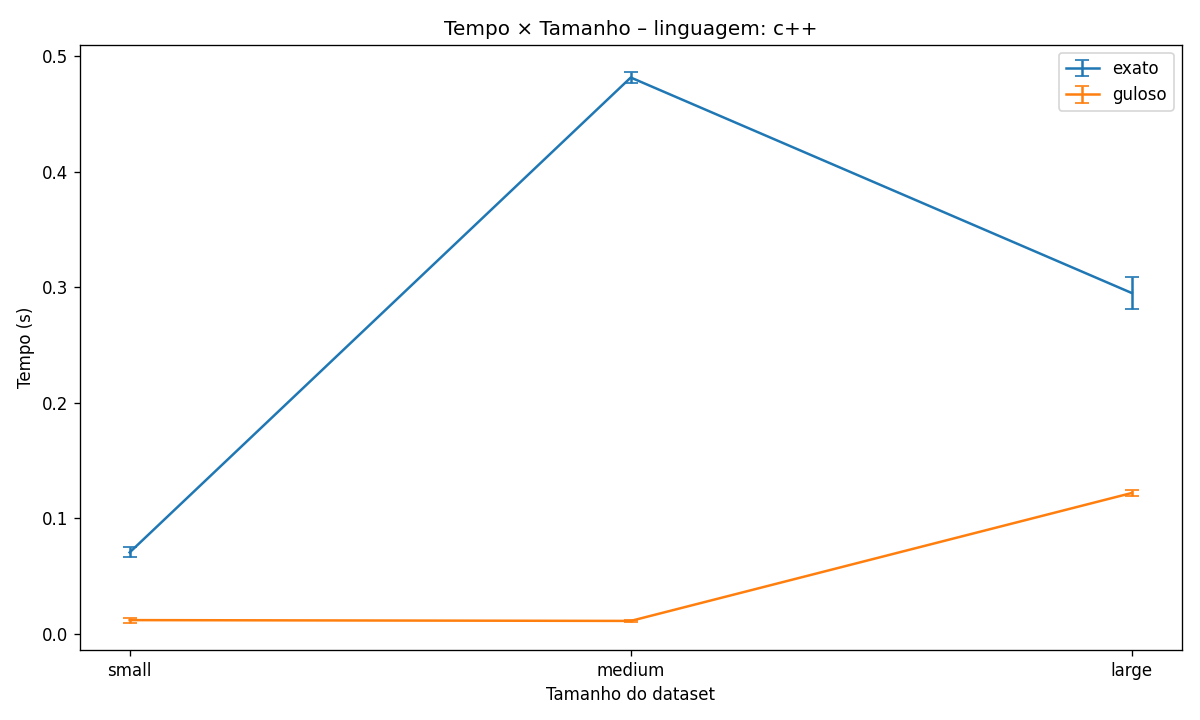 Tempo × Tamanho – linguagem: c++
exato
guloso
Tempo (s)
0.5
0.4
0.3
0.2
0.1
0.0
small
medium
large
Tamanho do dataset